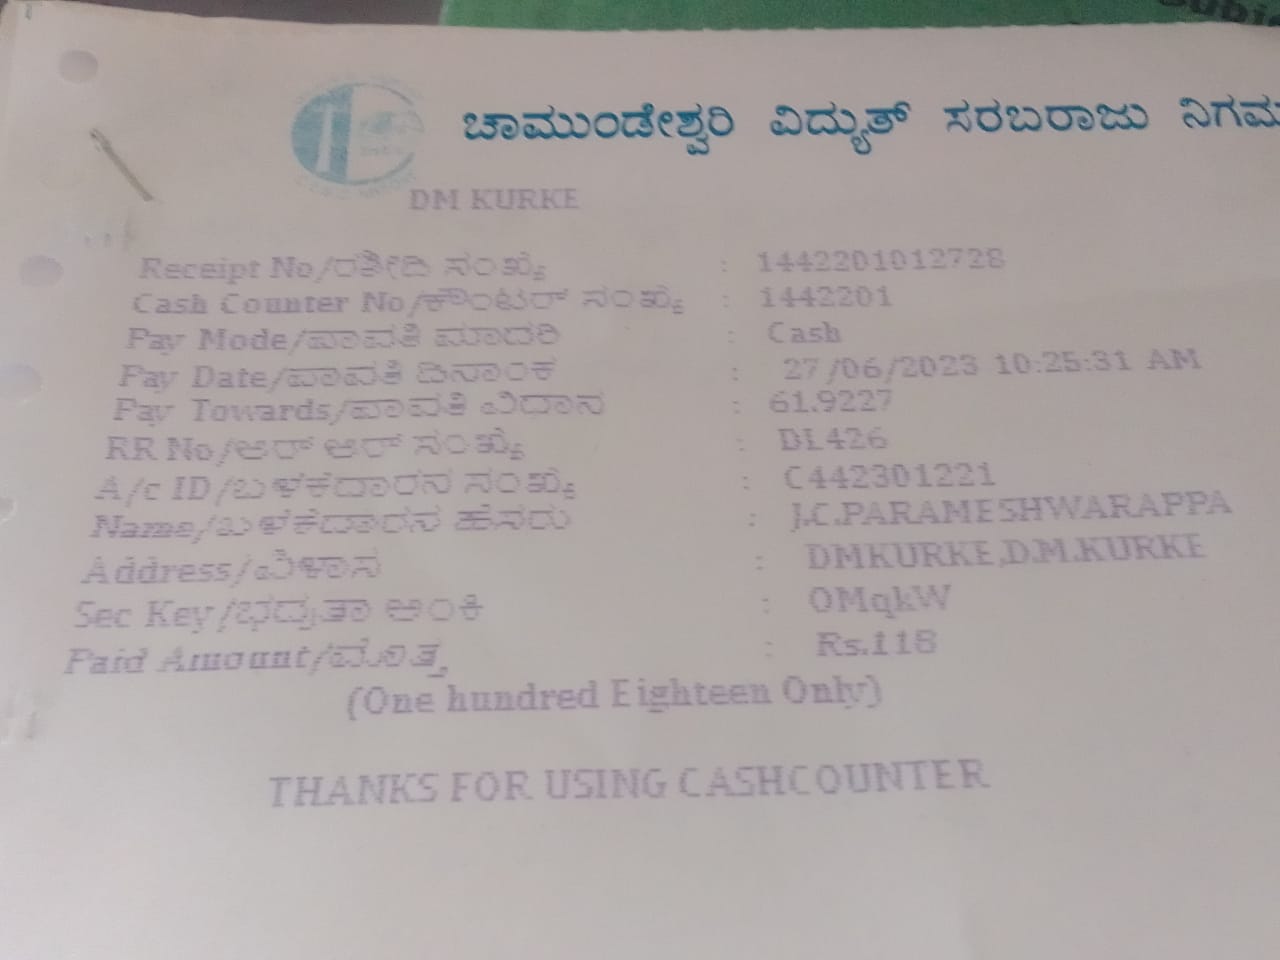 ಚಾಮುಂಡೇಶ್ವರಿ ವಿದ್ಯುತ್ ಸರಬರಾಜು ನಿಗಮ
DM KURKE
Receipt No/ರಶೀದಿ ಸಂಖ್ಯೆ : 1442201012728
Cash Counter No/ಕೌಂಟರ್ ಸಂಖ್ಯೆ : 1442201
Pay Mode/ಪಾವತಿ ಮಾದರಿ : Cash
Pay Date/ಪಾವತಿ ದಿನಾಂಕ : 27 /06/2023 10:25:31 AM
Pay Towards/ಪಾವತಿ ವಿಧಾನ : 61.9227
RR No/ಆರ್ ಆರ್ ಸಂಖ್ಯೆ : DL426
A/c ID/ಬಳಕೆದಾರನ ಸಂಖ್ಯೆ : C442301221
Name/ಬಳಕೆದಾರನ ಹೆಸರು : J.C.PARAMESHWARAPPA
Address/ವಿಳಾಸ : DMKURKE,D.M.KURKE
Sec Key/ಭದ್ರತಾ ಅಂಕಿ : OMqkW
Paid Amount/ಮೊತ್ತ : Rs.118
(One hundred Eighteen Only)
THANKS FOR USING CASHCOUNTER